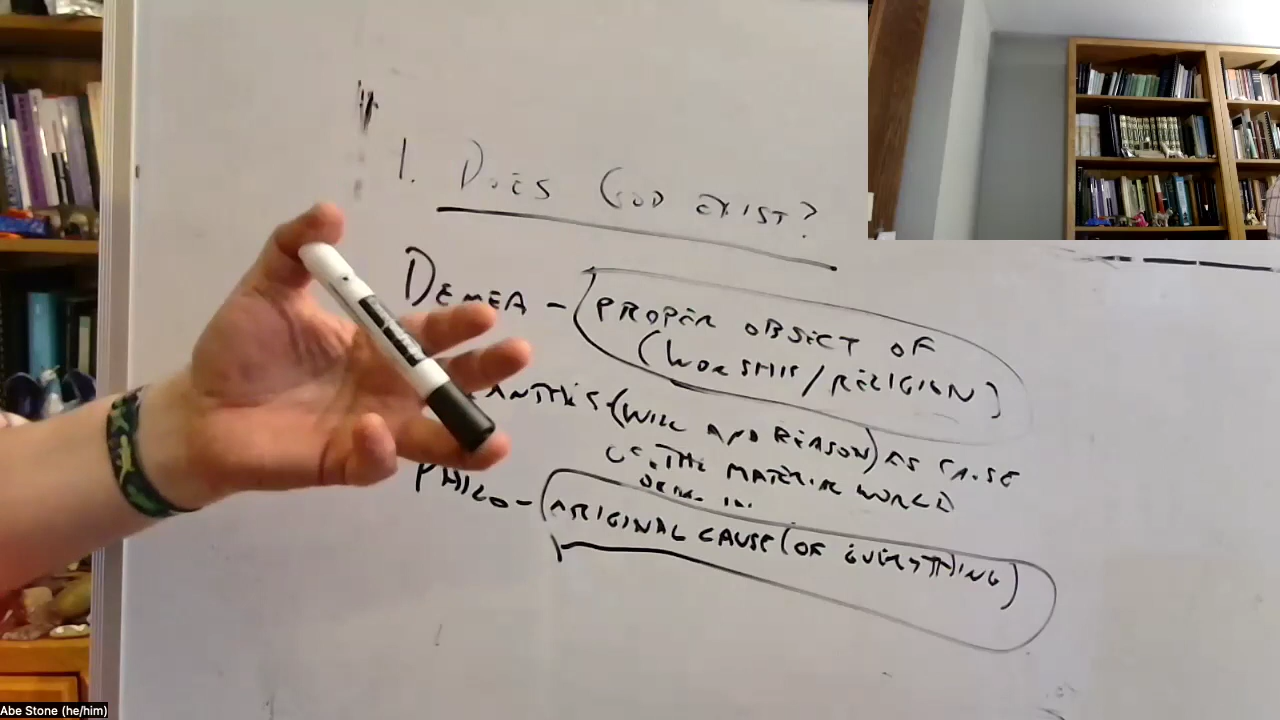 1. DOES GOD EXIST?
DEMEA - PROPER OBJECT OF
(WORSHIP/RELIGION)
(WILL AND REASON) AS CAUSE
OF THE MATERIAL WORLD
PHILO - ORIGINAL CAUSE (OF EVERYTHING)
Abe Stone (he/him)